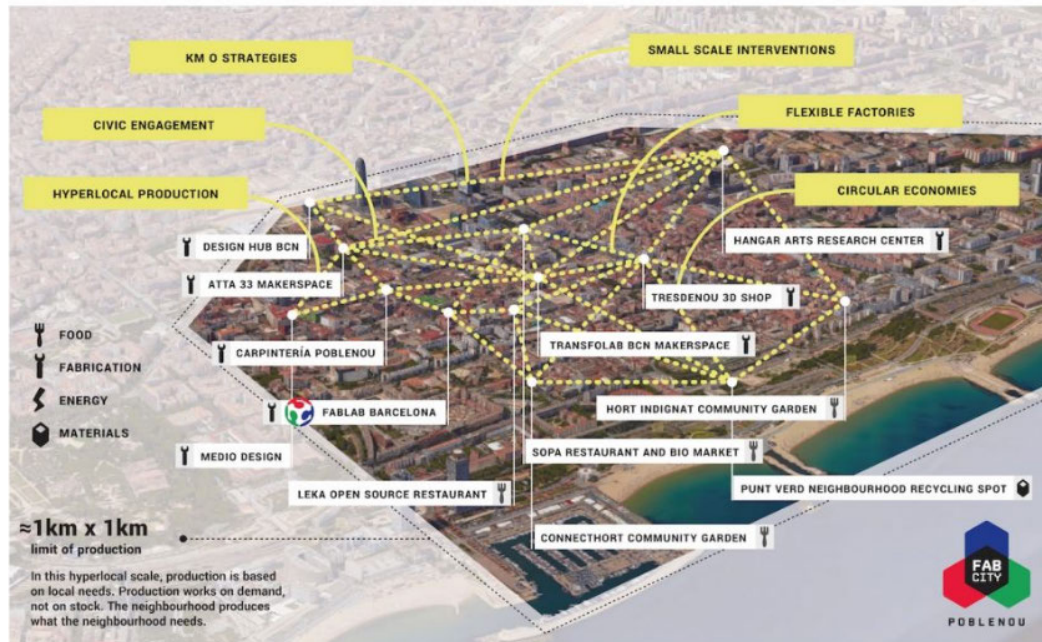 KM O STRATEGIES
SMALL SCALE INTERVENTIONS
CIVIC ENGAGEMENT
FLEXIBLE FACTORIES
HYPERLOCAL PRODUCTION
CIRCULAR ECONOMIES
DESIGN HUB BCN
HANGAR ARTS RESEARCH CENTER
ATTA 33 MAKERSPACE
TRESDENOU 3D SHOP
FOOD
FABRICATION
ENERGY
MATERIALS
CARPINTERÍA POBLENOU
TRANSFOLAB BCN MAKERSPACE
FABLAB BARCELONA
HORT INDIGNAT COMMUNITY GARDEN
MEDIO DESIGN
SOPA RESTAURANT AND BIO MARKET
LEKA OPEN SOURCE RESTAURANT
PUNT VERD NEIGHBOURHOOD RECYCLING SPOT
CONNECTHORT COMMUNITY GARDEN
≈1km x 1km
limit of production
In this hyperlocal scale, production is based
on local needs. Production works on demand,
not on stock. The neighbourhood produces
what the neighbourhood needs.
FAB
CITY
POBLENOU